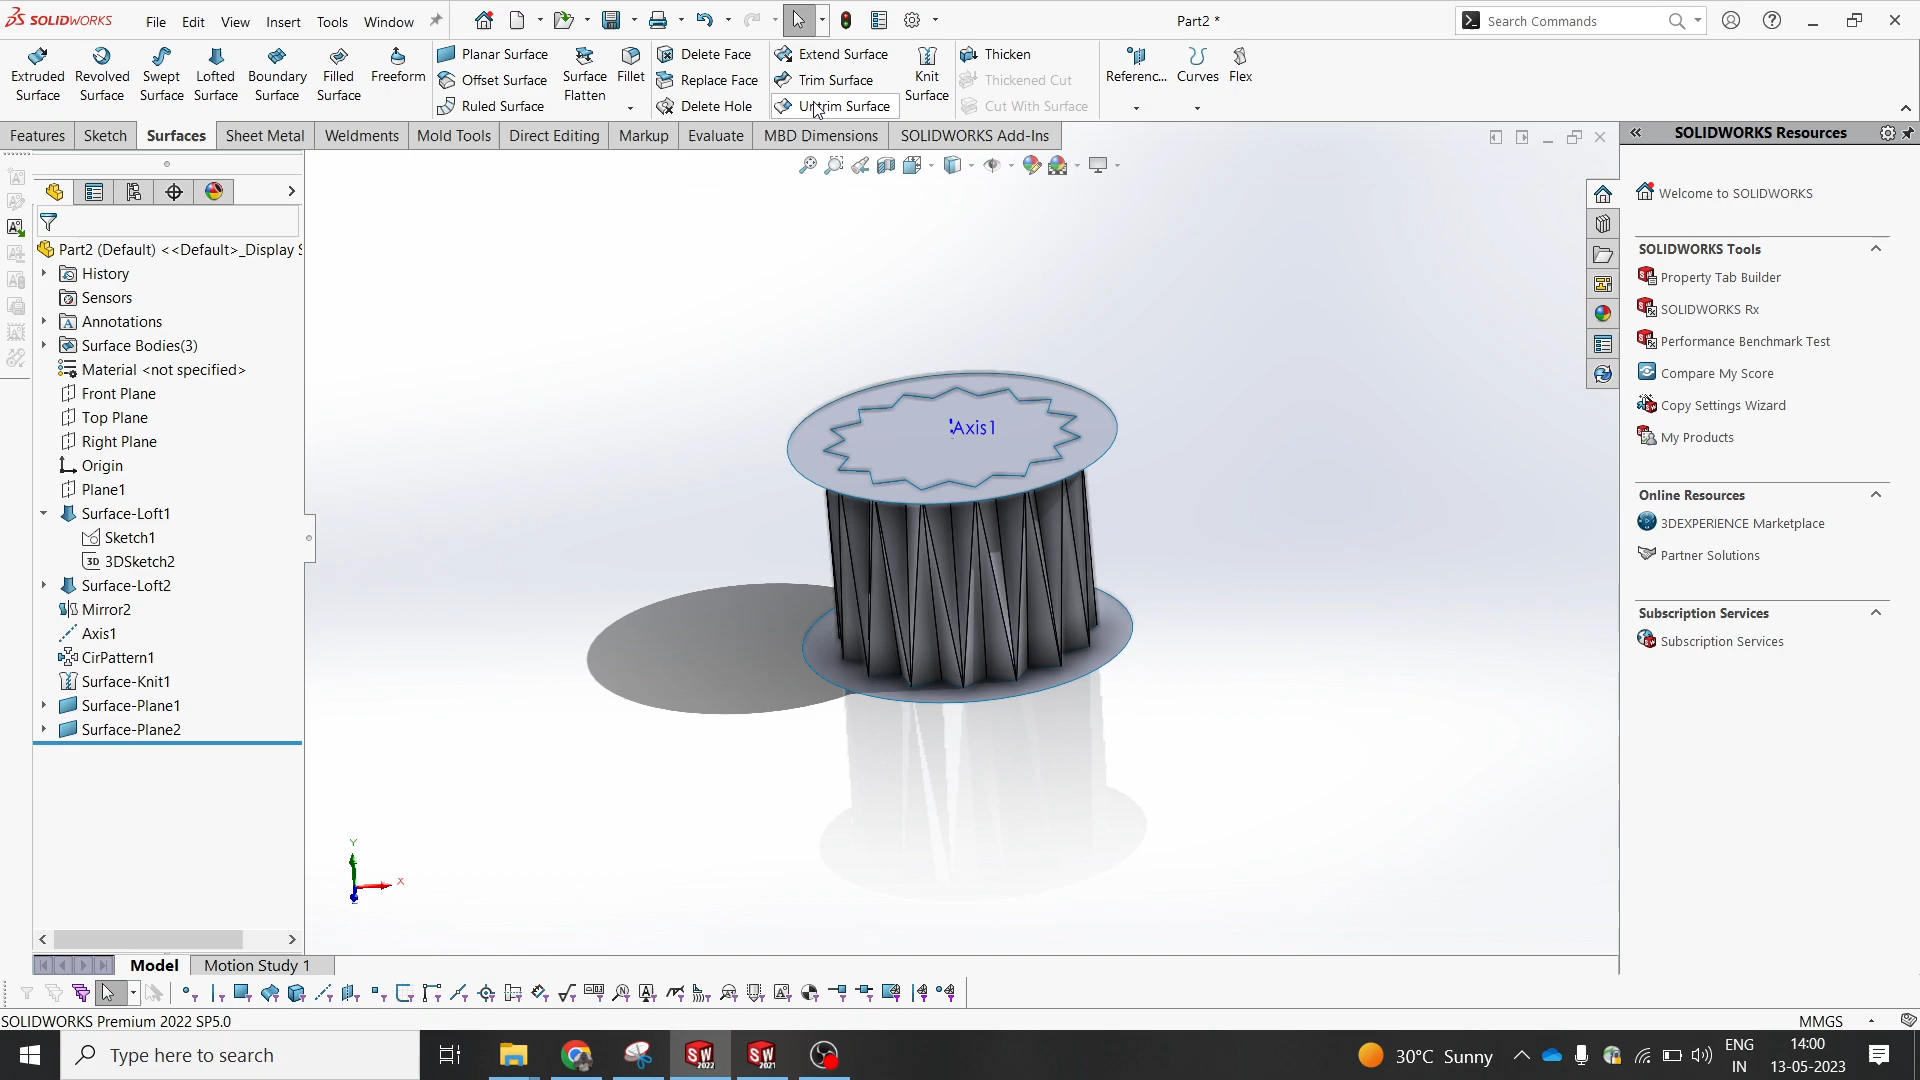 SOLIDWORKS File Edit View Insert Tools Window
Part2 *
Search Commands
Extruded Surface
Revolved Surface
Swept Surface
Lofted Surface
Boundary Surface
Filled Surface
Freeform
Planar Surface
Offset Surface
Ruled Surface
Surface Flatten
Fillet
Delete Face
Replace Face
Delete Hole
Extend Surface
Trim Surface
Untrim Surface
Knit Surface
Thicken
Thickened Cut
Cut With Surface
Referenc...
Curves
Flex
Features Sketch Surfaces Sheet Metal Weldments Mold Tools Direct Editing Markup Evaluate MBD Dimensions SOLIDWORKS Add-Ins
Part2 (Default) <<Default>_Display S
History
Sensors
Annotations
Surface Bodies(3)
Material <not specified>
Front Plane
Top Plane
Right Plane
Origin
Plane1
Surface-Loft1
Sketch1
3D 3DSketch2
Surface-Loft2
Mirror2
Axis1
CirPattern1
Surface-Knit1
Surface-Plane1
Surface-Plane2
Axis1
Y
X
SOLIDWORKS Resources
Welcome to SOLIDWORKS
SOLIDWORKS Tools
Property Tab Builder
SOLIDWORKS Rx
Performance Benchmark Test
Compare My Score
Copy Settings Wizard
My Products
Online Resources
3DEXPERIENCE Marketplace
Partner Solutions
Subscription Services
Subscription Services
Model Motion Study 1
SOLIDWORKS Premium 2022 SP5.0
MMGS
Type here to search
SW 2022
SW 2021
30°C Sunny
ENG
IN
14:00
13-05-2023